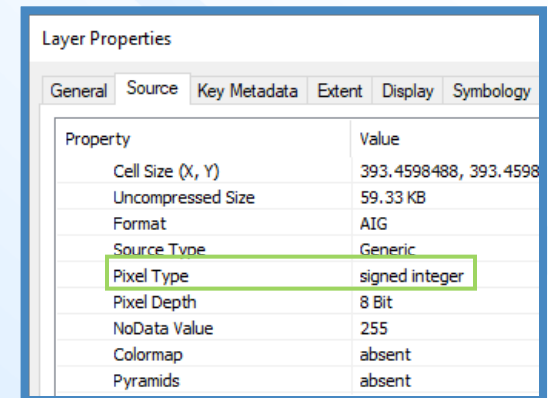 Layer Properties
General Source Key Metadata Extent Display Symbology
Property Value
Cell Size (X, Y) 393.4598488, 393.4598
Uncompressed Size 59.33 KB
Format AIG
Source Type Generic
Pixel Type signed integer
Pixel Depth 8 Bit
NoData Value 255
Colormap absent
Pyramids absent